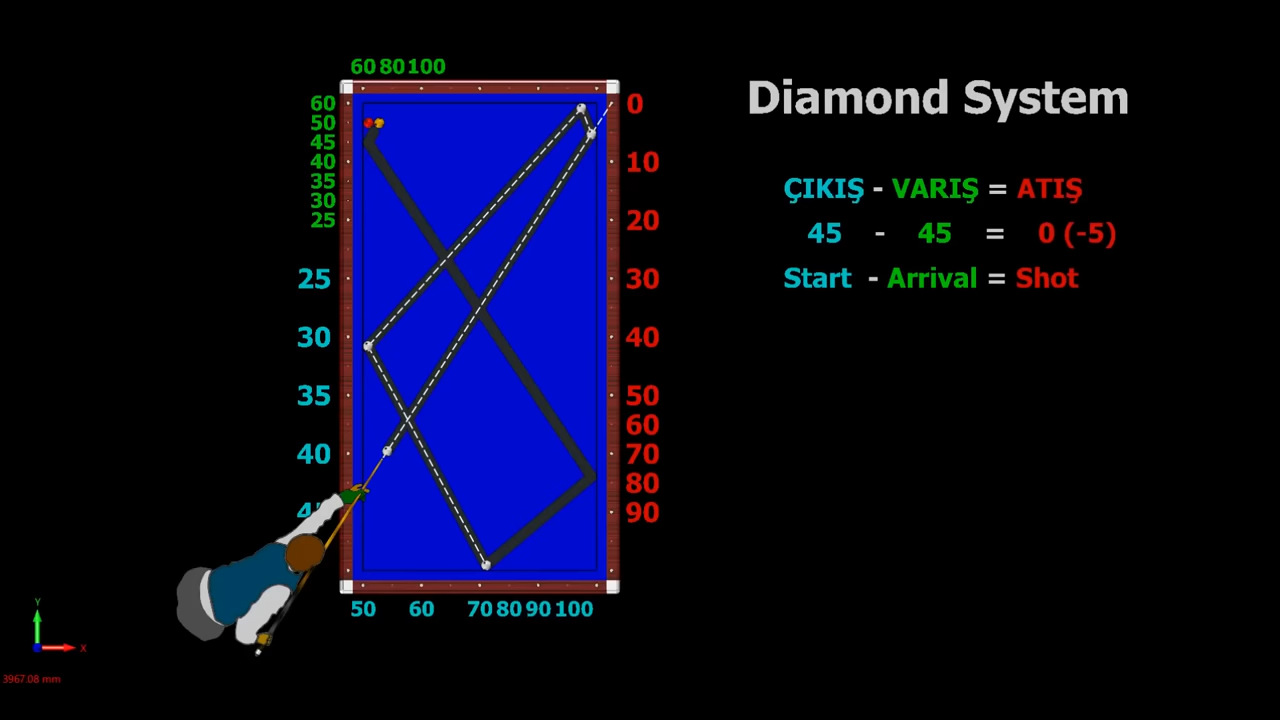 60 80 100
Diamond System
60 0
50
45
40 10
35
30
25 20
ÇIKIŞ - VARIŞ = ATIŞ
45 - 45 = 0 (-5)
Start - Arrival = Shot
25 30
30 40
35 50
60
40 70
80
90
50 60 70 80 90 100
Y
X
3967.08 mm